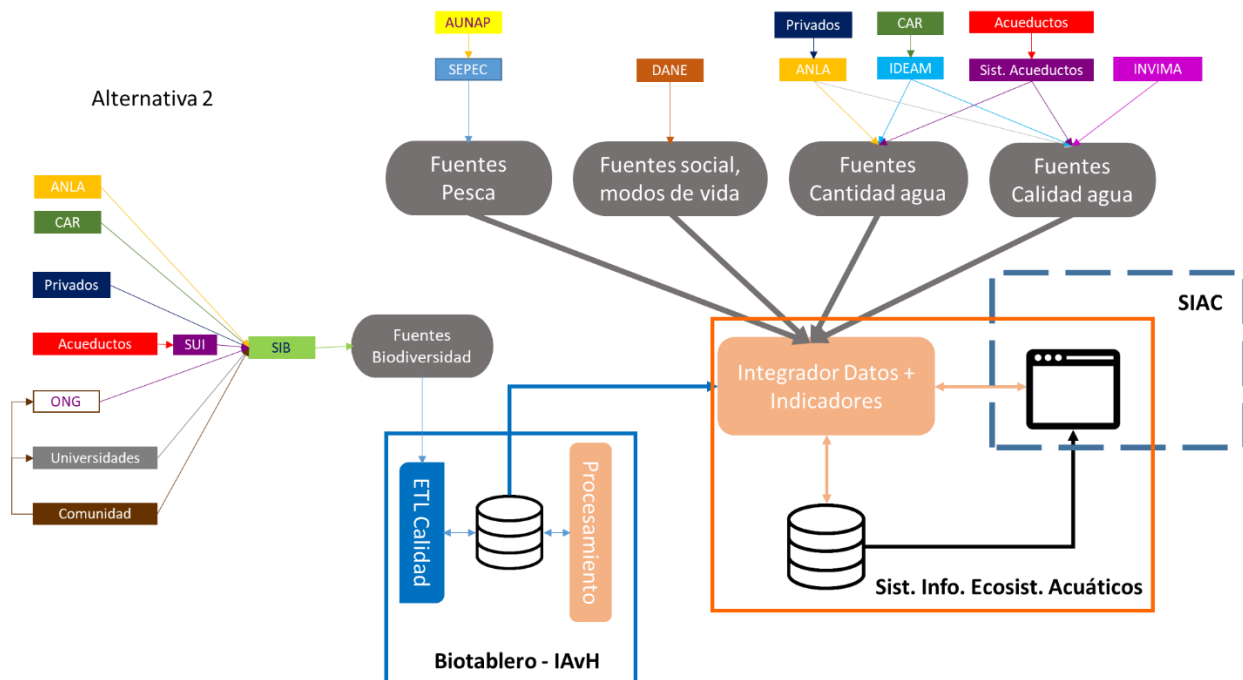 AUNAP
Privados
CAR
Acueductos
SEPEC
DANE
ANLA
IDEAM
Sist. Acueductos
INVIMA
Alternativa 2
Fuentes
Pesca
Fuentes social,
modos de vida
Fuentes
Cantidad agua
Fuentes
Calidad agua
ANLA
CAR
Privados
Acueductos
SUI
SIB
ONG
Universidades
Comunidad
Fuentes
Biodiversidad
SIAC
Integrador Datos +
Indicadores
ETL Calidad
Procesamiento
Sist. Info. Ecosist. Acuáticos
Biotablero - IAvH